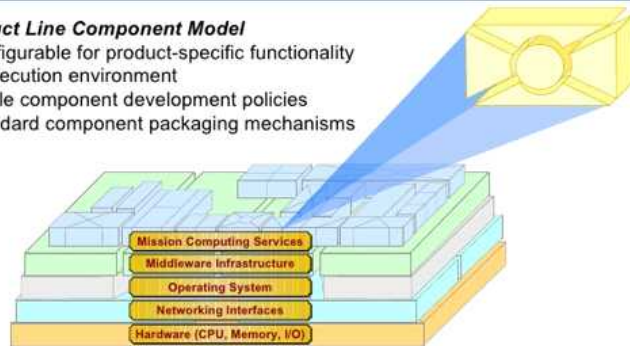 uct Line Component Model
figurable for product-specific functionality
ecution environment
le component development policies
dard component packaging mechanisms
Mission Computing Services
Middleware Infrastructure
Operating System
Networking Interfaces
Hardware (CPU, Memory, I/O)